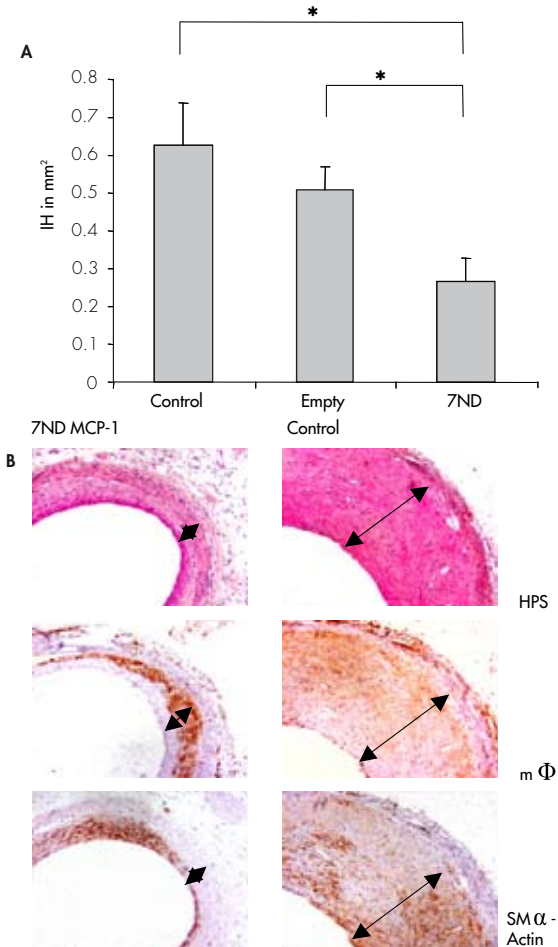 *
A
*
0.8
0.7
0.6
0.5
0.4
0.3
0.2
0.1
0
IH in mm²
Control Empty 7ND
7ND MCP-1 Control
B
HPS
m Φ
SM α -
Actin